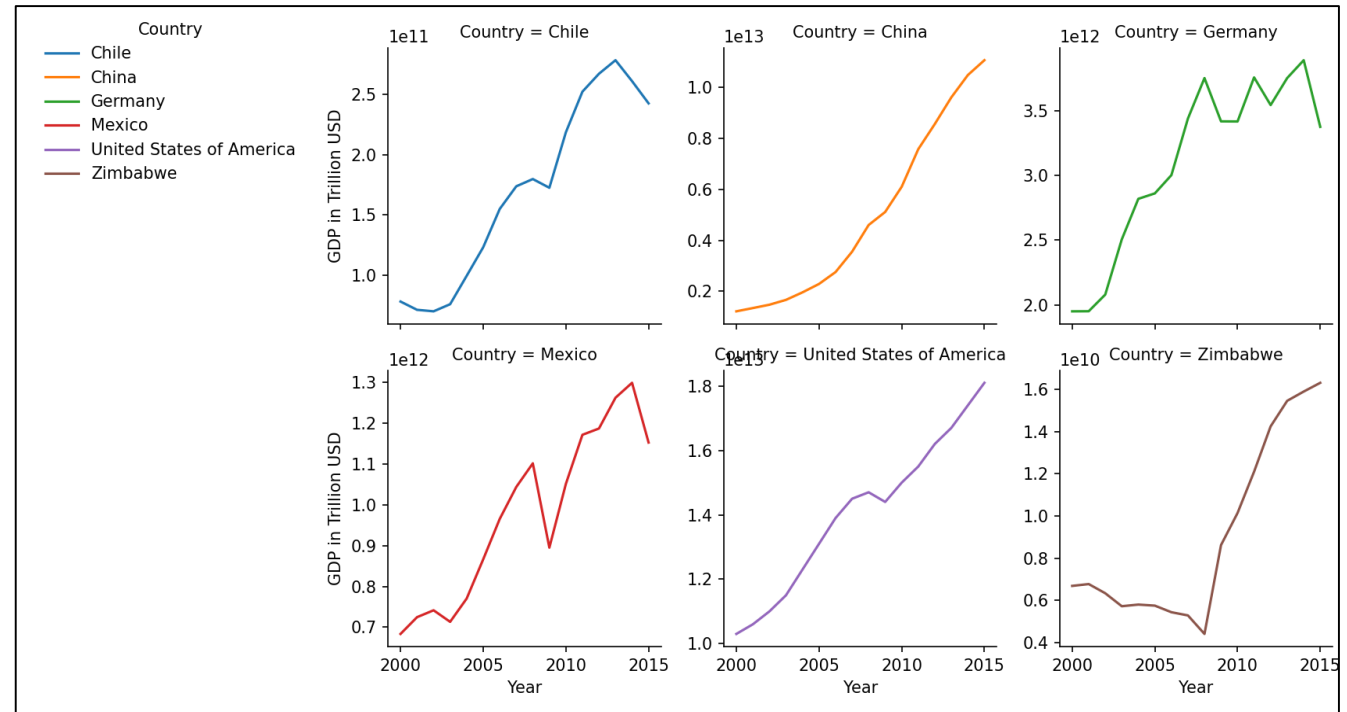 Country
Chile
China
Germany
Mexico
United States of America
Zimbabwe
1e11 Country = Chile
2.5
2.0
1.5
1.0
GDP in Trillion USD
1e13 Country = China
1.0
0.8
0.6
0.4
0.2
1e12 Country = Germany
3.5
3.0
2.5
2.0
1e12 Country = Mexico
1.3
1.2
1.1
1.0
0.9
0.8
0.7
GDP in Trillion USD
2000 2005 2010 2015
Year
1e13 Country = United States of America
1.8
1.6
1.4
1.2
1.0
2000 2005 2010 2015
Year
1e10 Country = Zimbabwe
1.6
1.4
1.2
1.0
0.8
0.6
0.4
2000 2005 2010 2015
Year